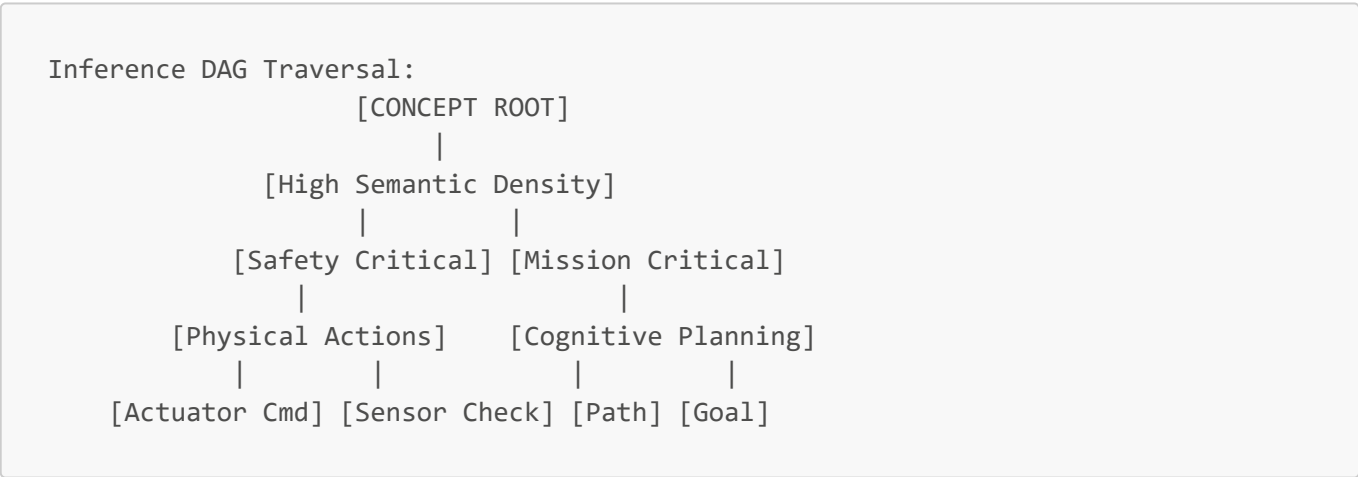 Inference DAG Traversal:
[CONCEPT ROOT]
|
[High Semantic Density]
| |
[Safety Critical] [Mission Critical]
| |
[Physical Actions] [Cognitive Planning]
| | | |
[Actuator Cmd] [Sensor Check] [Path] [Goal]